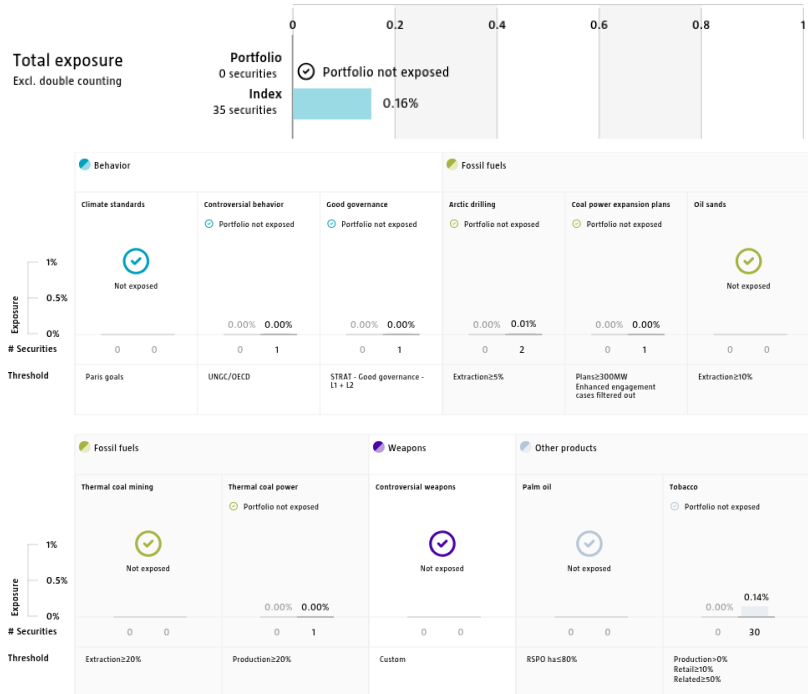 0 0.2 0.4 0.6 0.8 1
Total exposure
Excl. double counting
Portfolio
0 securities
Portfolio not exposed
Index
35 securities
0.16%
Behavior
Fossil fuels
Climate standards
Controversial behavior
Good governance
Arctic drilling
Coal power expansion plans
Oil sands
Portfolio not exposed
Portfolio not exposed
Portfolio not exposed
Portfolio not exposed
Not exposed
Not exposed
Exposure
1%
0.5%
0%
0.00% 0.00%
0.00% 0.00%
0.00% 0.01%
0.00% 0.00%
# Securities
0 0
0 1
0 1
0 2
0 1
0 0
Threshold
Paris goals
UNGC/OECD
STRAT - Good governance -
L1 + L2
Extraction≥5%
Plans≥300MW
Enhanced engagement
cases filtered out
Extraction≥10%
Fossil fuels
Weapons
Other products
Thermal coal mining
Thermal coal power
Controversial weapons
Palm oil
Tobacco
Portfolio not exposed
Portfolio not exposed
Not exposed
Not exposed
Not exposed
Exposure
1%
0.5%
0%
0.00% 0.00%
0.00% 0.14%
# Securities
0 0
0 1
0 0
0 0
0 30
Threshold
Extraction≥20%
Production≥20%
Custom
RSPO ha≤80%
Production>0%
Retail≥10%
Related≥50%